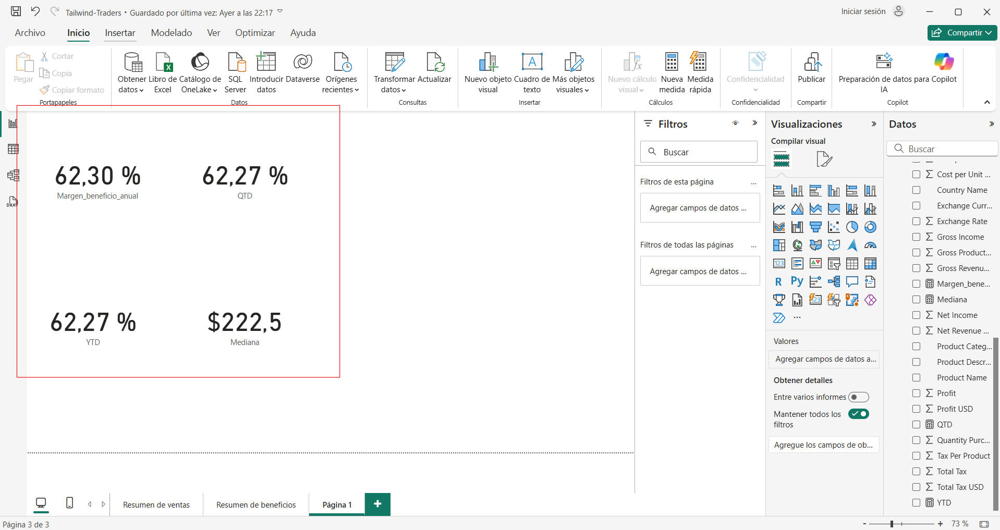 Tailwind-Traders • Guardado por última vez: Ayer a las 22:17
Iniciar sesión
Archivo Inicio Insertar Modelado Ver Optimizar Ayuda
Compartir
Pegar
Cortar
Copia
Copiar formato
Portapapeles
Obtener datos
Libro de Excel
Catálogo de OneLake
SQL Server
Introducir datos
Dataverse
Orígenes recientes
Datos
Transformar datos
Actualizar
Consultas
Nuevo objeto visual
Cuadro de texto
Más objetos visuales
Insertar
Nuevo cálculo visual
Nueva medida
Medida rápida
Cálculos
Confidencialidad
Confidencialidad
Publicar
Compartir
Preparación de datos para IA
Copilot
Copilot
DAX
62,30 %
Margen_beneficio_anual
62,27 %
QTD
62,27 %
YTD
$222,5
Mediana
Filtros
Buscar
Filtros de esta página ...
Agregar campos de datos ...
Filtros de todas las páginas ...
Agregar campos de datos ...
Visualizaciones
Compilar visual
123
R Py
123
...
Valores
Agregar campos de datos a...
Obtener detalles
Entre varios informes
Mantener todos los
filtros
Agregue los campos de ob...
Datos
Buscar
Cost per Unit ...
Country Name
Exchange Curr...
Exchange Rate
Gross Income
Gross Product...
Gross Revenu...
Margen_bene...
Mediana
Net Income
Net Revenue ...
Product Categ...
Product Descr...
Product Name
Profit
Profit USD
QTD
Quantity Purc...
Tax Per Product
Total Tax
Total Tax USD
YTD
Resumen de ventas
Resumen de beneficios
Página 1
Página 3 de 3
- + 73 %